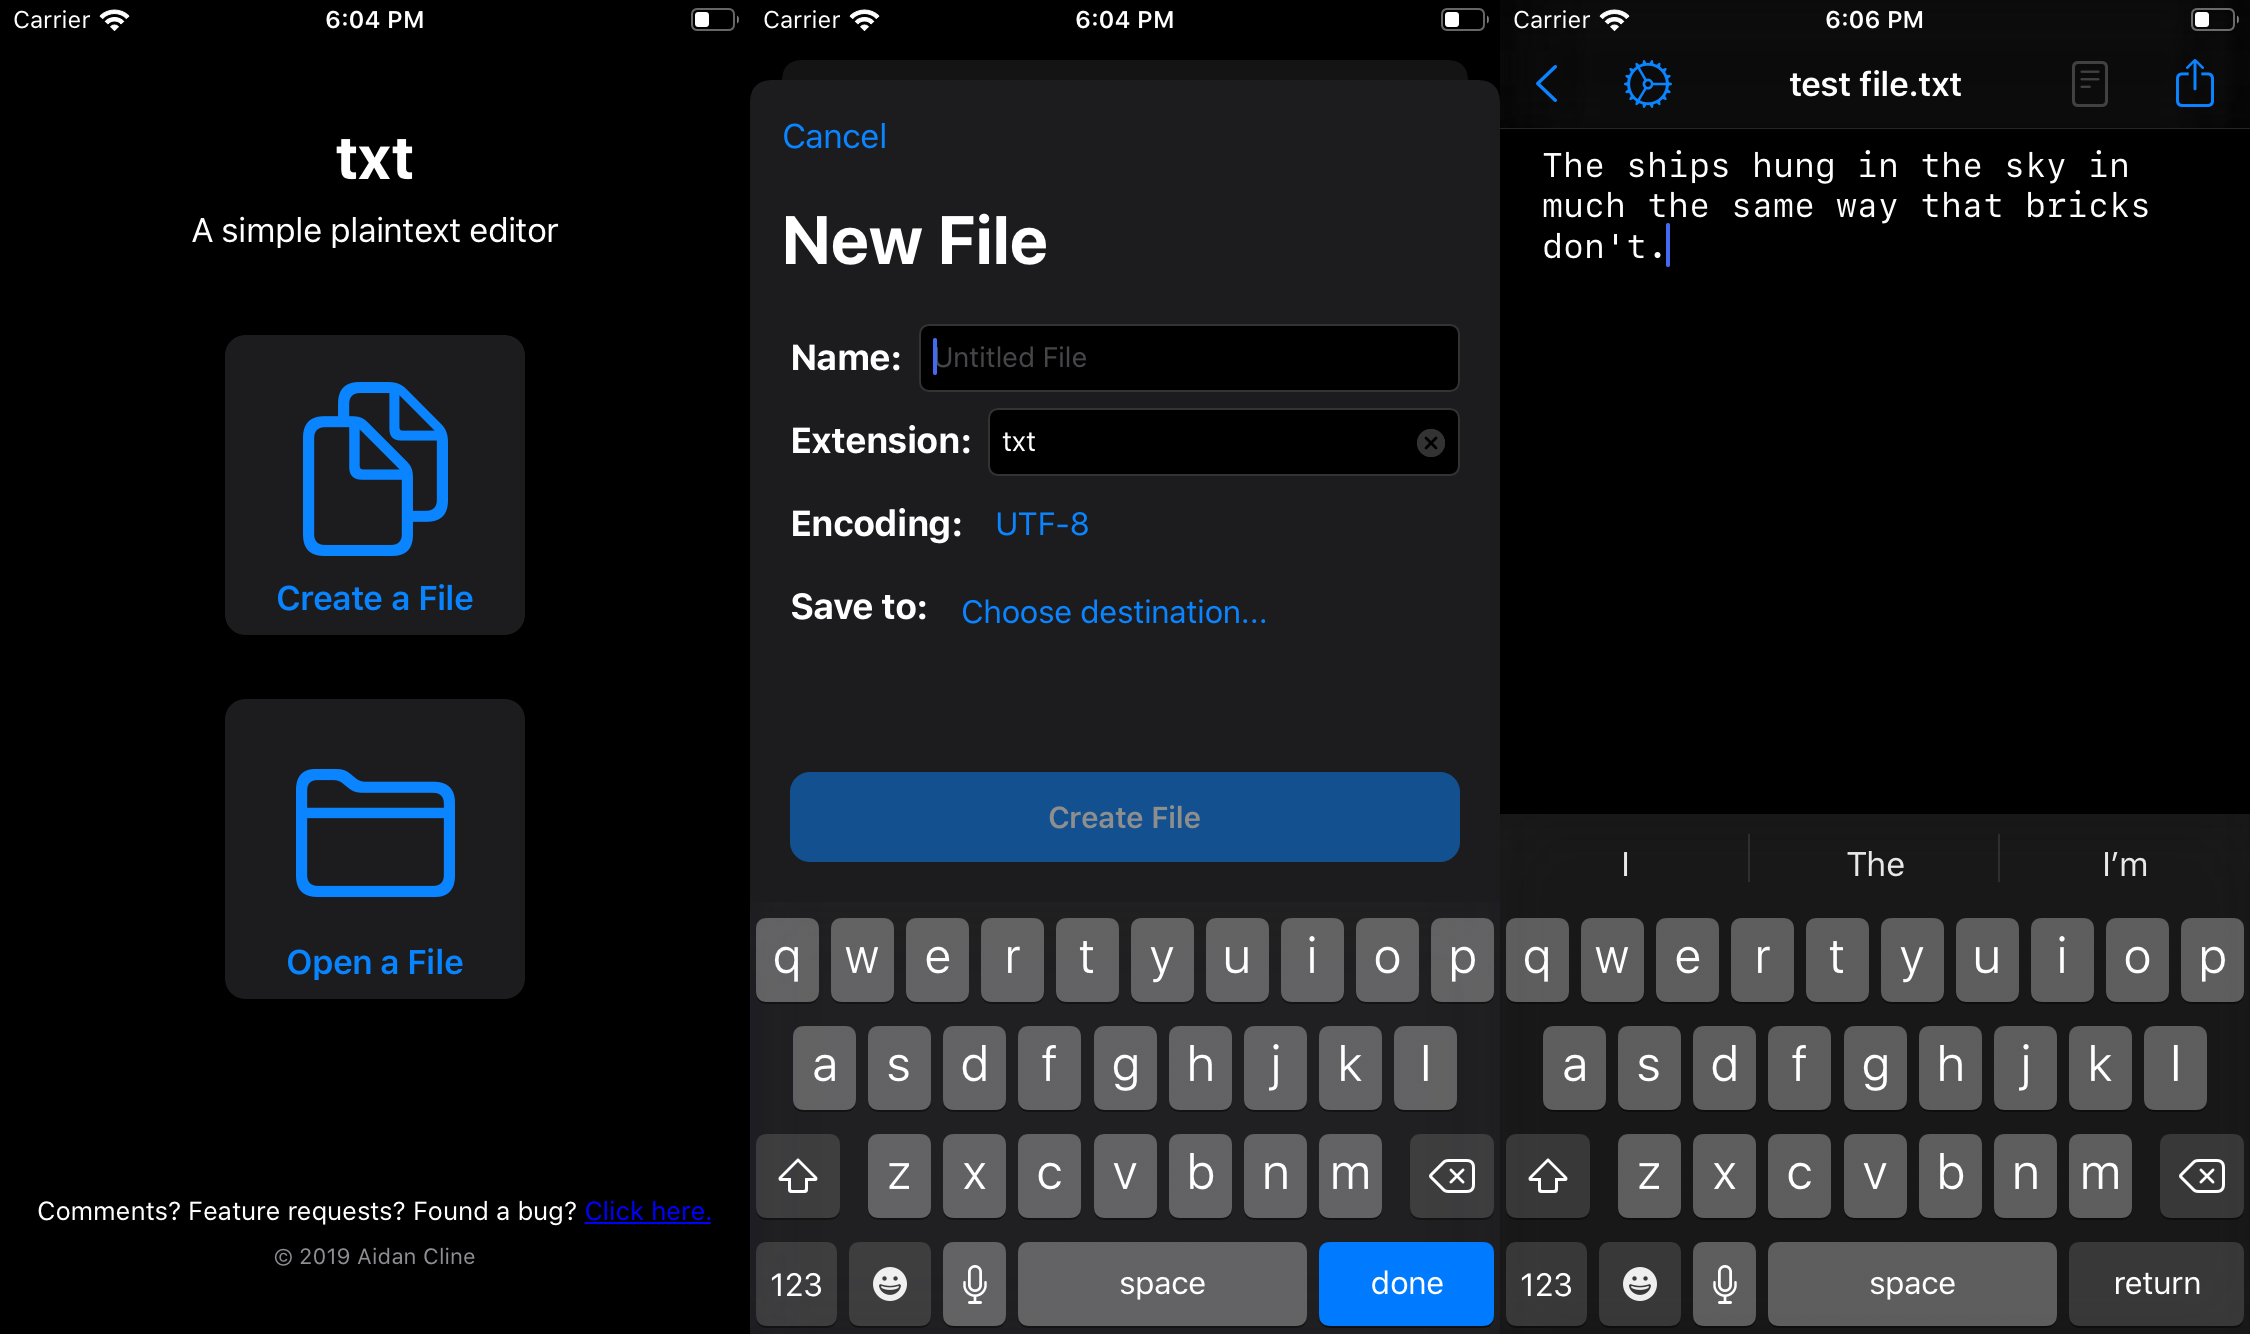 Carrier 6:04 PM
txt
A simple plaintext editor
Create a File
Open a File
Comments? Feature requests? Found a bug? Click here.
© 2019 Aidan Cline
Carrier 6:04 PM
Cancel
New File
Name: Untitled File
Extension: txt
Encoding: UTF-8
Save to: Choose destination...
Create File
q w e r t y u i o p
a s d f g h j k l
z x c v b n m
123 space done
Carrier 6:06 PM
test file.txt
The ships hung in the sky in
much the same way that bricks
don't.
I The I’m
q w e r t y u i o p
a s d f g h j k l
z x c v b n m
123 space return